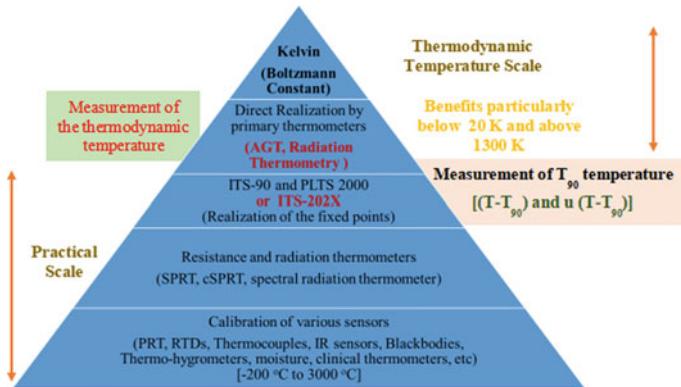 Kelvin
(Boltzmann
Constant)
Direct Realization by
primary thermometers
(AGT, Radiation
Thermometry )
ITS-90 and PLTS 2000
or ITS-202X
(Realization of the fixed points)
Resistance and radiation thermometers
(SPRT, cSPRT, spectral radiation thermometer)
Calibration of various sensors
(PRT, RTDs, Thermocouples, IR sensors, Blackbodies,
Thermo-hygrometers, moisture, clinical thermometers, etc)
[-200 °C to 3000 °C]
Measurement of
the thermodynamic
temperature
Practical
Scale
Thermodynamic
Temperature Scale
Benefits particularly
below 20 K and above
1300 K
Measurement of T90 temperature
[(T-T90) and u (T-T90)]